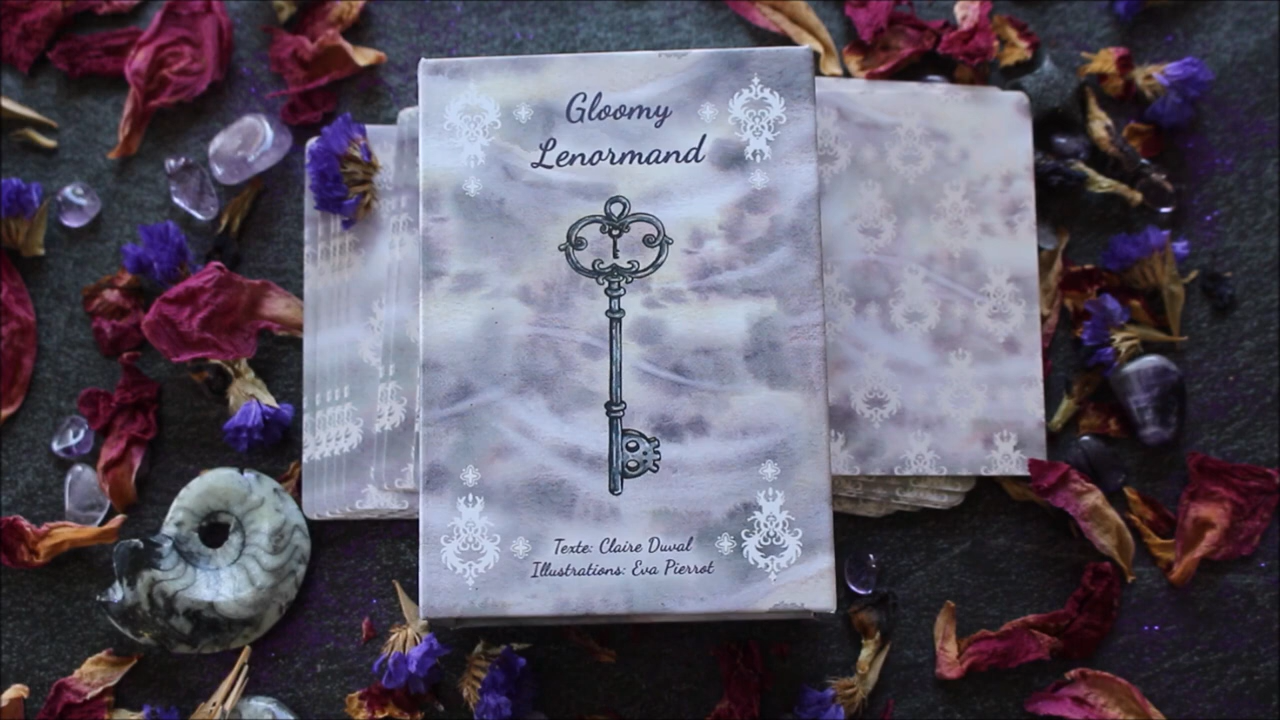 Gloomy
Lenormand
Texte: Claire Duval
Illustrations: Eva Pierrot